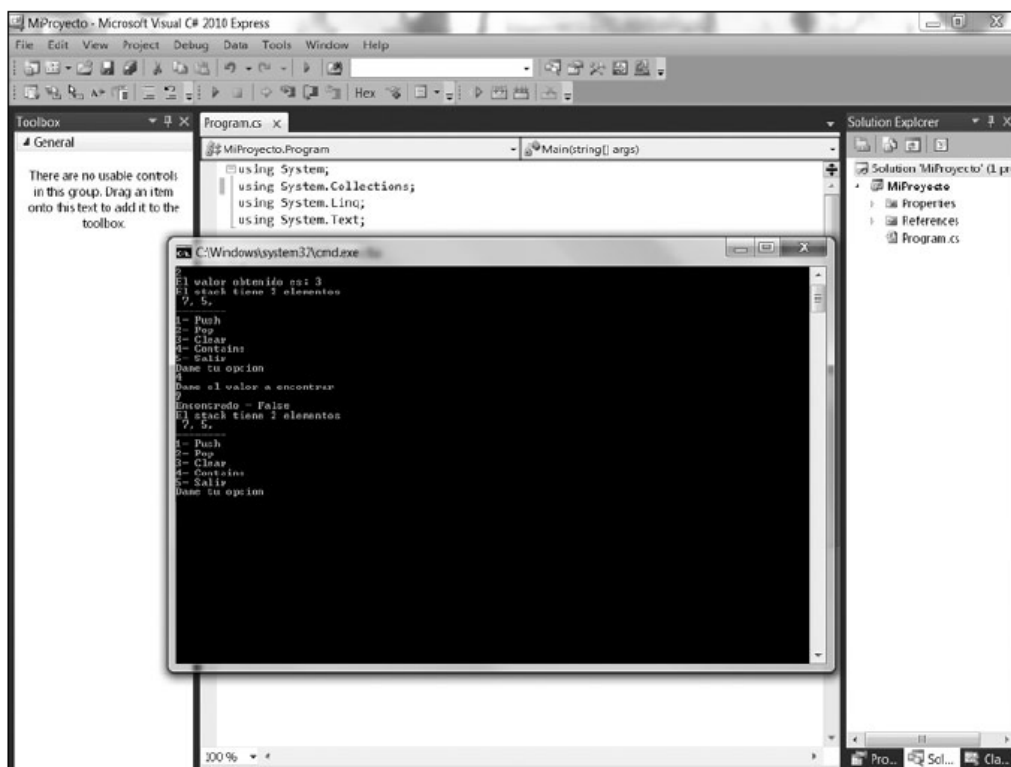 MiProyecto - Microsoft Visual C# 2010 Express
File Edit View Project Debug Data Tools Window Help
Hex
Toolbox
General
There are no usable controls
in this group. Drag an item
onto this text to add it to the
toolbox.
Program.cs
MiProyecto.Program
Main(string[] args)
using System;
using System.Collections;
using System.Linq;
using System.Text;
C:\Windows\system32\cmd.exe
2
El valor obtenido es: 3
El stack tiene 2 elementos
7, 5,
1- Push
2- Pop
3- Clear
4- Contains
5- Salir
Dame tu opcion
4
Dame el valor a encontrar
9
Encontrado - False
El stack tiene 2 elementos
7, 5,
1- Push
2- Pop
3- Clear
4- Contains
5- Salir
Dame tu opcion
100 %
Solution Explorer
Solution 'MiProyecto' (1 pr
MiProyecto
Properties
References
Program.cs
Pro... Sol... Cla...